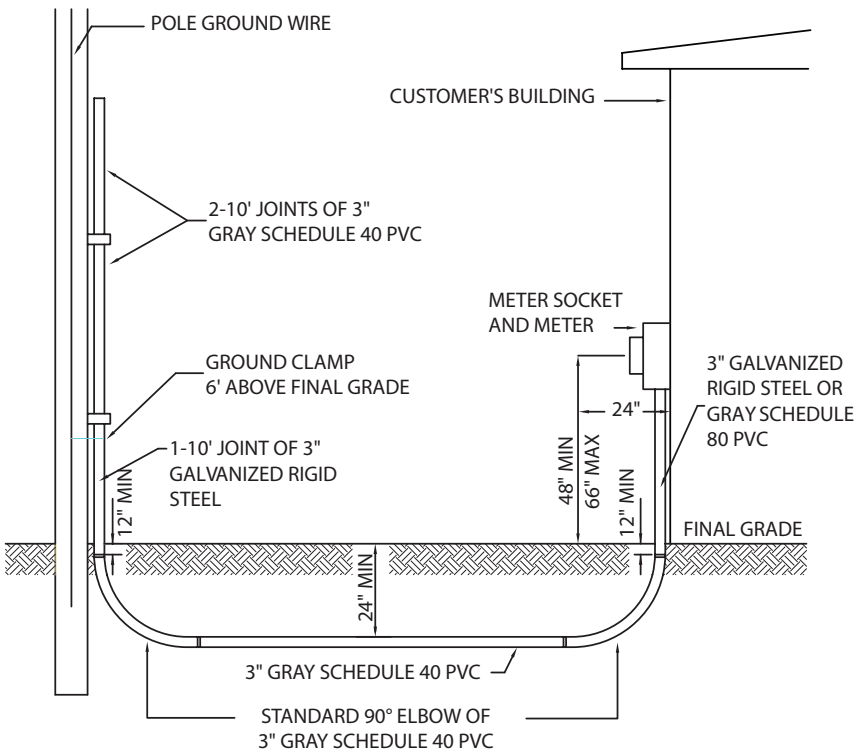 POLE GROUND WIRE
CUSTOMER'S BUILDING
2-10' JOINTS OF 3"
GRAY SCHEDULE 40 PVC
METER SOCKET
AND METER
GROUND CLAMP
6' ABOVE FINAL GRADE
3" GALVANIZED
RIGID STEEL OR
GRAY SCHEDULE
80 PVC
24"
1-10' JOINT OF 3"
GALVANIZED RIGID
STEEL
12" MIN
48" MIN
66" MAX
12" MIN
FINAL GRADE
24" MIN
3" GRAY SCHEDULE 40 PVC
STANDARD 90° ELBOW OF
3" GRAY SCHEDULE 40 PVC